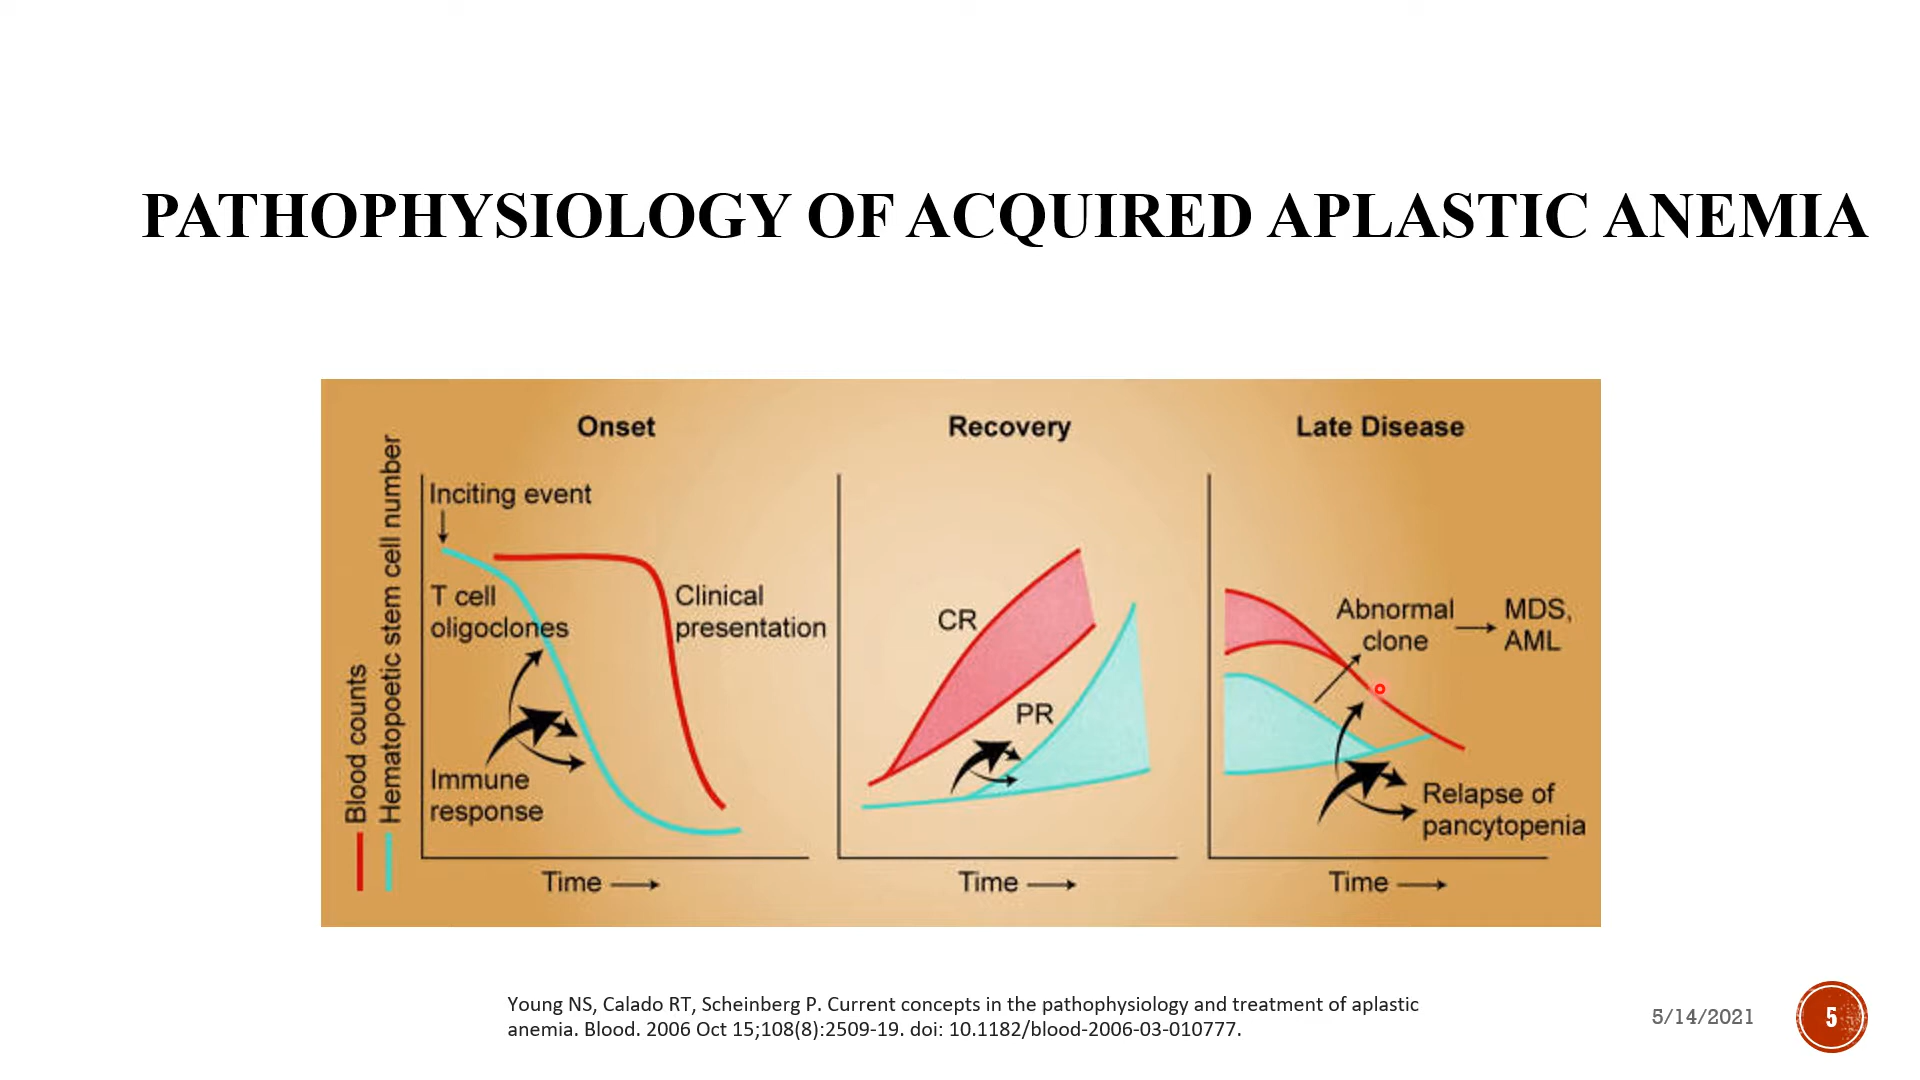 PATHOPHYSIOLOGY OF ACQUIRED APLASTIC ANEMIA
Blood counts
Hematopoetic stem cell number
Onset
Inciting event
T cell
oligoclones
Clinical
presentation
Immune
response
Time
Recovery
CR
PR
Time
Late Disease
Abnormal
clone
MDS,
AML
Relapse of
pancytopenia
Time
Young NS, Calado RT, Scheinberg P. Current concepts in the pathophysiology and treatment of aplastic
anemia. Blood. 2006 Oct 15;108(8):2509-19. doi: 10.1182/blood-2006-03-010777.
5/14/2021
5